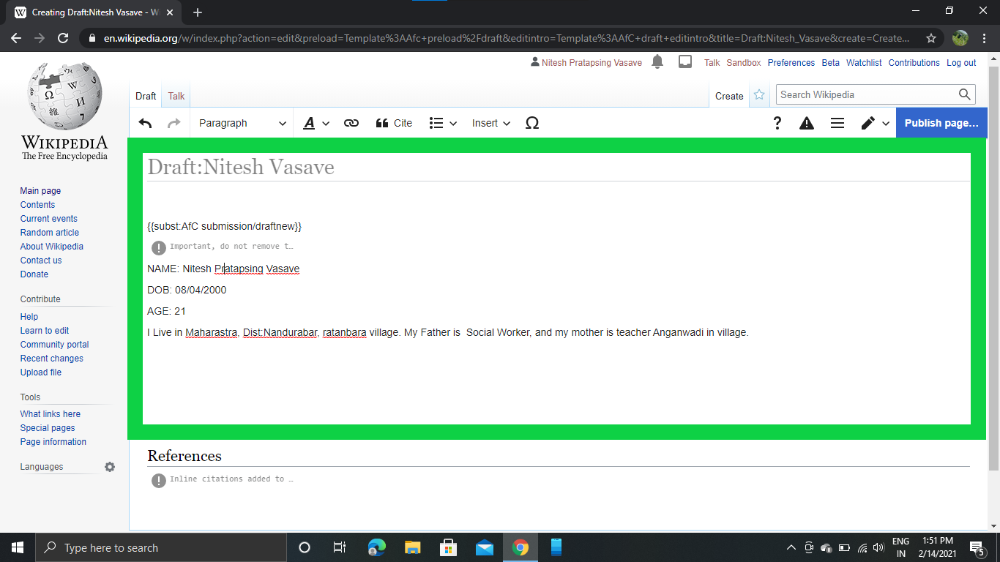 Creating Draft:Nitesh Vasave - W
en.wikipedia.org/w/index.php?action=edit&preload=Template%3AAfc+preload%2Fdraft&editintro=Template%3AAfC+draft+editintro&title=Draft:Nitesh_Vasave&create=Create...
Nitesh Pratapsing Vasave Talk Sandbox Preferences Beta Watchlist Contributions Log out
Draft Talk Create Search Wikipedia
Paragraph A Cite Insert Ω ? Publish page...
WIKIPEDIA
The Free Encyclopedia
Main page
Contents
Current events
Random article
About Wikipedia
Contact us
Donate
Contribute
Help
Learn to edit
Community portal
Recent changes
Upload file
Tools
What links here
Special pages
Page information
Languages
Draft:Nitesh Vasave
{{subst:AfC submission/draftnew}}
Important, do not remove t…
NAME: Nitesh Pratapsing Vasave
DOB: 08/04/2000
AGE: 21
I Live in Maharastra, Dist:Nandurabar, ratanbara village. My Father is  Social Worker, and my mother is teacher Anganwadi in village.
References
Inline citations added to …
Type here to search
ENG
IN
1:51 PM
2/14/2021
5